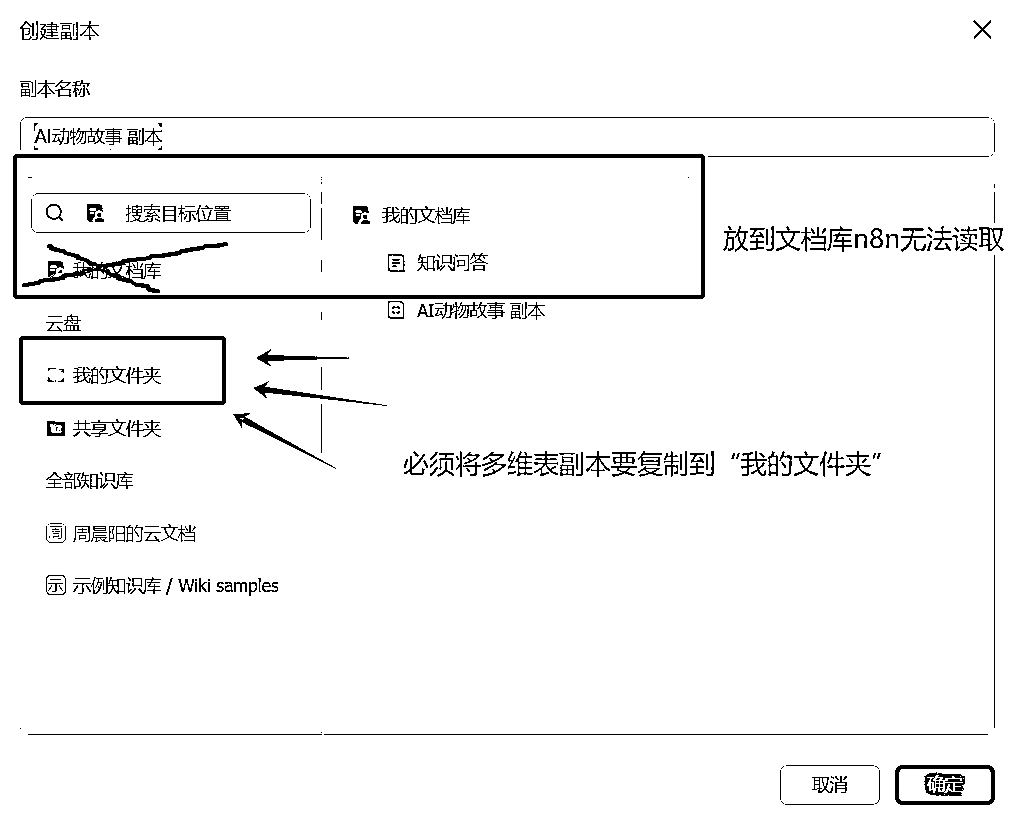 创建副本
副本名称
AI动物故事 副本
搜索目标位置
我的文档库
云盘
我的文件夹
共享文件夹
全部知识库
周 周晨阳的云文档
示 示例知识库 / Wiki samples
我的文档库
知识问答
AI动物故事 副本
放到文档库n8n无法读取
必须将多维表副本要复制到“我的文件夹”
取消
确定